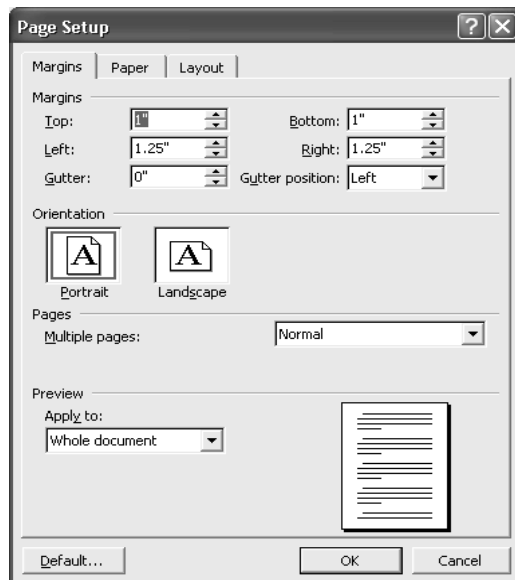 Page Setup
Margins Paper Layout
Margins
Top: 1" Bottom: 1"
Left: 1.25" Right: 1.25"
Gutter: 0" Gutter position: Left
Orientation
A A
Portrait Landscape
Pages
Multiple pages: Normal
Preview
Apply to:
Whole document
Default... OK Cancel